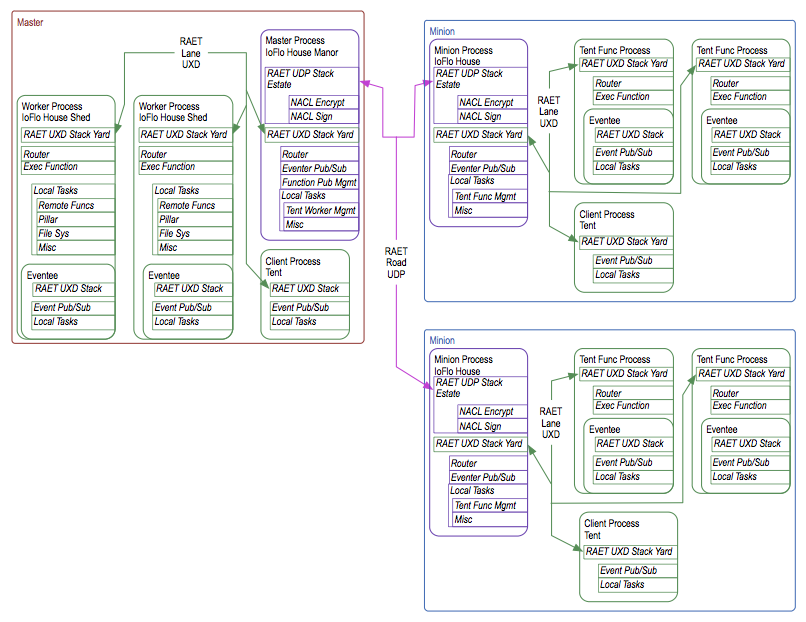 Master
RAET
Lane
UXD
Master Process
IoFlo House Manor
RAET UDP Stack
Estate
NACL Encrypt
NACL Sign
RAET UXD Stack Yard
Router
Eventer Pub/Sub
Function Pub Mgmt
Local Tasks
Tent Worker Mgmt
Misc
Worker Process
IoFlo House Shed
RAET UXD Stack Yard
Router
Exec Function
Local Tasks
Remote Funcs
Pillar
File Sys
Misc
Eventee
RAET UXD Stack
Event Pub/Sub
Local Tasks
Worker Process
IoFlo House Shed
RAET UXD Stack Yard
Router
Exec Function
Local Tasks
Remote Funcs
Pillar
File Sys
Misc
Eventee
RAET UXD Stack
Event Pub/Sub
Local Tasks
Client Process
Tent
RAET UXD Stack Yard
Event Pub/Sub
Local Tasks
RAET
Road
UDP
Minion
Minion Process
IoFlo House
RAET UDP Stack
Estate
NACL Encrypt
NACL Sign
RAET UXD Stack Yard
Router
Eventer Pub/Sub
Local Tasks
Tent Func Mgmt
Misc
RAET
Lane
UXD
Tent Func Process
RAET UXD Stack Yard
Router
Exec Function
Eventee
RAET UXD Stack
Event Pub/Sub
Local Tasks
Tent Func Process
RAET UXD Stack Yard
Router
Exec Function
Eventee
RAET UXD Stack
Event Pub/Sub
Local Tasks
Client Process
Tent
RAET UXD Stack Yard
Event Pub/Sub
Local Tasks
Minion
Minion Process
IoFlo House
RAET UDP Stack
Estate
NACL Encrypt
NACL Sign
RAET UXD Stack Yard
Router
Eventer Pub/Sub
Local Tasks
Tent Func Mgmt
Misc
RAET
Lane
UXD
Tent Func Process
RAET UXD Stack Yard
Router
Exec Function
Eventee
RAET UXD Stack
Event Pub/Sub
Local Tasks
Tent Func Process
RAET UXD Stack Yard
Router
Exec Function
Eventee
RAET UXD Stack
Event Pub/Sub
Local Tasks
Client Process
Tent
RAET UXD Stack Yard
Event Pub/Sub
Local Tasks